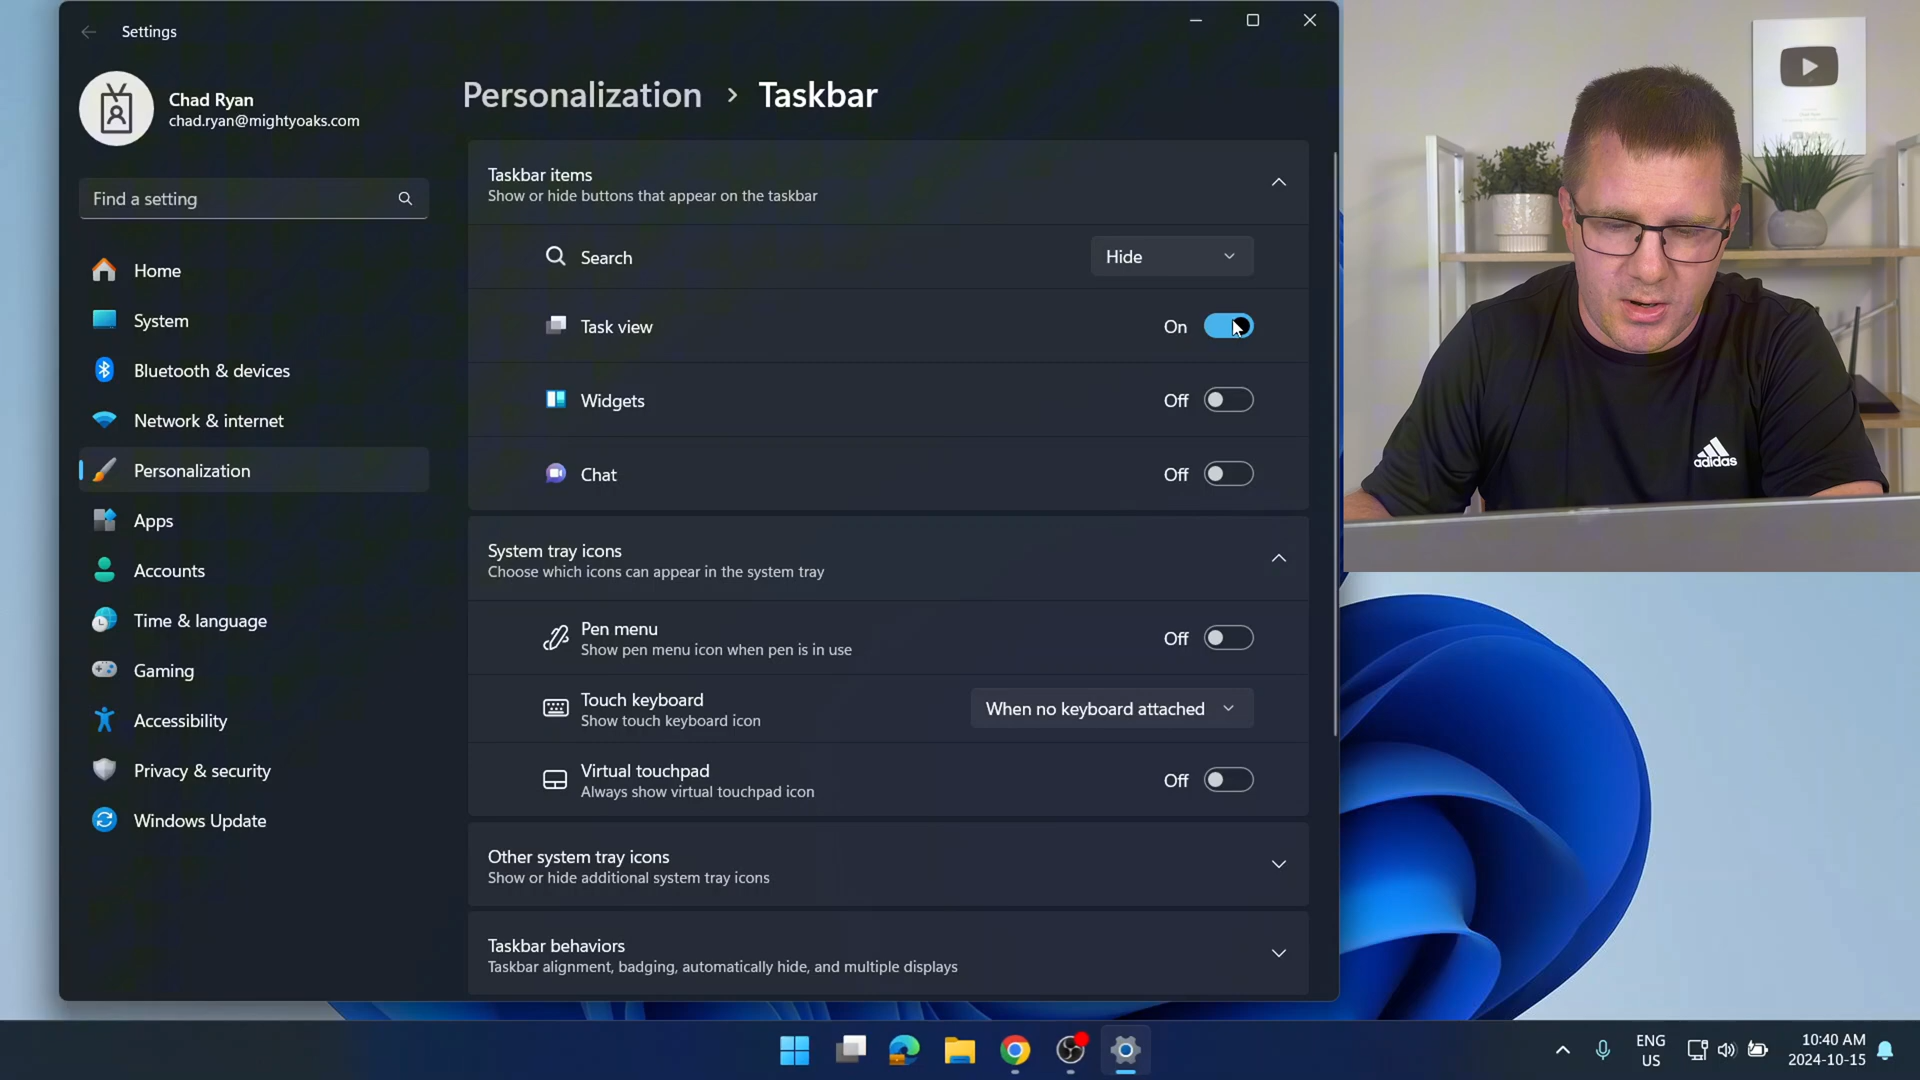 Settings
Chad Ryan
chad.ryan@mightyoaks.com
Find a setting
Home
System
Bluetooth & devices
Network & internet
Personalization
Apps
Accounts
Time & language
Gaming
Accessibility
Privacy & security
Windows Update
Personalization > Taskbar
Taskbar items
Show or hide buttons that appear on the taskbar
Search Hide
Task view On
Widgets Off
Chat Off
System tray icons
Choose which icons can appear in the system tray
Pen menu
Show pen menu icon when pen is in use
Off
Touch keyboard
Show touch keyboard icon
When no keyboard attached
Virtual touchpad
Always show virtual touchpad icon
Off
Other system tray icons
Show or hide additional system tray icons
Taskbar behaviors
Taskbar alignment, badging, automatically hide, and multiple displays
adidas
ENG
US
10:40 AM
2024-10-15